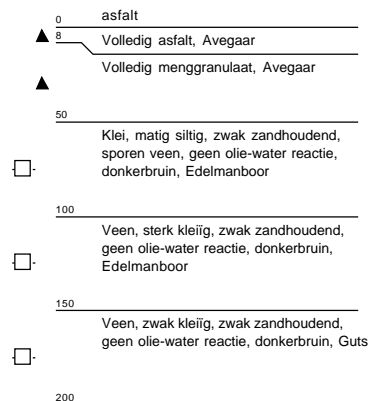 0 asfalt
8 Volledig asfalt, Avegaar
Volledig menggranulaat, Avegaar
50
Klei, matig siltig, zwak zandhoudend,
sporen veen, geen olie-water reactie,
donkerbruin, Edelmanboor
100
Veen, sterk kleiïg, zwak zandhoudend,
geen olie-water reactie, donkerbruin,
Edelmanboor
150
Veen, zwak kleiïg, zwak zandhoudend,
geen olie-water reactie, donkerbruin, Guts
200